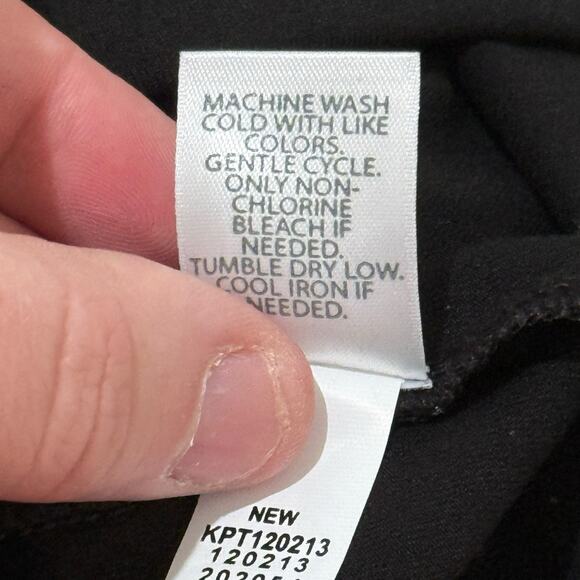 MACHINE WASH
COLD WITH LIKE
COLORS.
GENTLE CYCLE.
ONLY NON-
CHLORINE
BLEACH IF
NEEDED.
TUMBLE DRY LOW.
COOL IRON IF
NEEDED.
NEW
KPT120213
120213